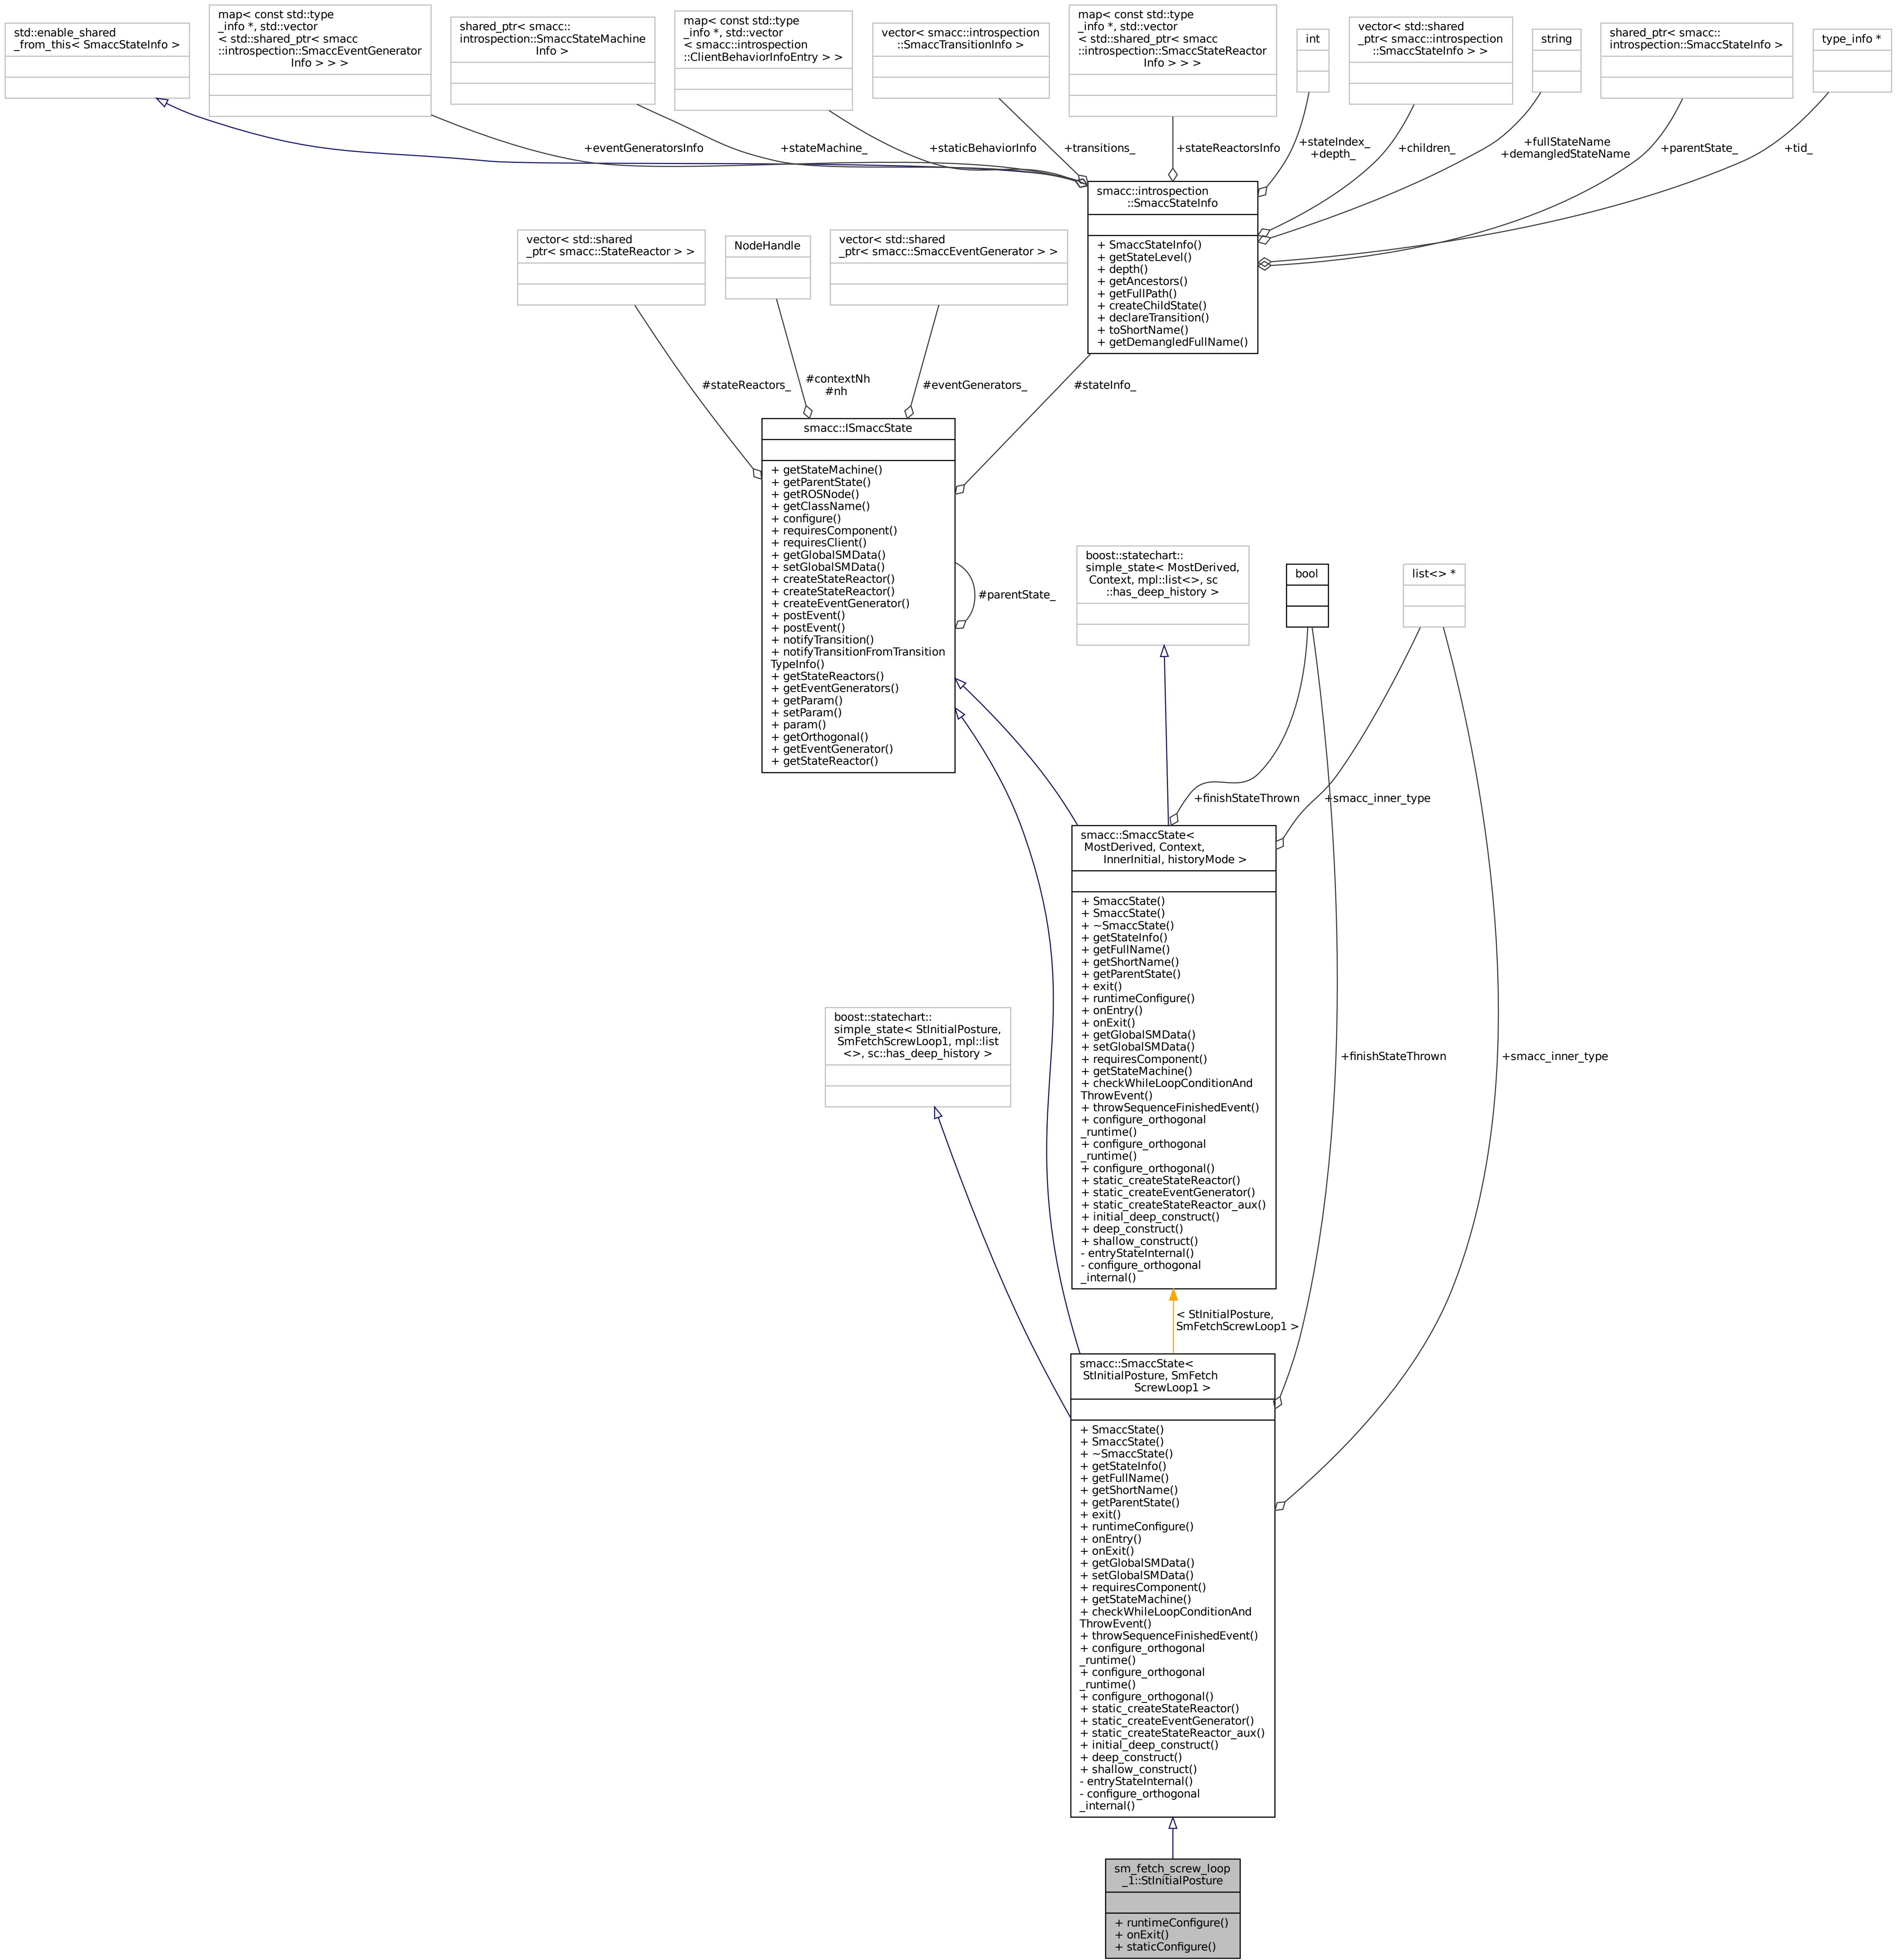 std::enable_shared
_from_this< SmaccStateInfo >
map< const std::type
_info *, std::vector
< std::shared_ptr< smacc
::introspection::SmaccEventGenerator
Info > > >
shared_ptr< smacc::
introspection::SmaccStateMachine
Info >
map< const std::type
_info *, std::vector
< smacc::introspection
::ClientBehaviorInfoEntry > >
vector< smacc::introspection
::SmaccTransitionInfo >
map< const std::type
_info *, std::vector
< std::shared_ptr< smacc
::introspection::SmaccStateReactor
Info > > >
int
vector< std::shared
_ptr< smacc::introspection
::SmaccStateInfo > >
string
shared_ptr< smacc::
introspection::SmaccStateInfo >
type_info *
+eventGeneratorsInfo
+stateMachine_
+staticBehaviorInfo
+transitions_
+stateReactorsInfo
+stateIndex_
+depth_
+children_
+fullStateName
+demangledStateName
+parentState_
+tid_
smacc::introspection
::SmaccStateInfo
+ SmaccStateInfo()
+ getStateLevel()
+ depth()
+ getAncestors()
+ getFullPath()
+ createChildState()
+ declareTransition()
+ toShortName()
+ getDemangledFullName()
vector< std::shared
_ptr< smacc::StateReactor > >
NodeHandle
vector< std::shared
_ptr< smacc::SmaccEventGenerator > >
#stateReactors_
#contextNh
#nh
#eventGenerators_
#stateInfo_
smacc::ISmaccState
+ getStateMachine()
+ getParentState()
+ getROSNode()
+ getClassName()
+ configure()
+ requiresComponent()
+ requiresClient()
+ getGlobalSMData()
+ setGlobalSMData()
+ createStateReactor()
+ createStateReactor()
+ createEventGenerator()
+ postEvent()
+ postEvent()
+ notifyTransition()
+ notifyTransitionFromTransition
TypeInfo()
+ getStateReactors()
+ getEventGenerators()
+ getParam()
+ setParam()
+ param()
+ getOrthogonal()
+ getEventGenerator()
+ getStateReactor()
#parentState_
boost::statechart::
simple_state< MostDerived,
Context, mpl::list<>, sc
::has_deep_history >
bool
list<> *
+finishStateThrown
+smacc_inner_type
smacc::SmaccState<
MostDerived, Context,
InnerInitial, historyMode >
+ SmaccState()
+ SmaccState()
+ ~SmaccState()
+ getStateInfo()
+ getFullName()
+ getShortName()
+ getParentState()
+ exit()
+ runtimeConfigure()
+ onEntry()
+ onExit()
+ getGlobalSMData()
+ setGlobalSMData()
+ requiresComponent()
+ getStateMachine()
+ checkWhileLoopConditionAnd
ThrowEvent()
+ throwSequenceFinishedEvent()
+ configure_orthogonal
_runtime()
+ configure_orthogonal
_runtime()
+ configure_orthogonal()
+ static_createStateReactor()
+ static_createEventGenerator()
+ static_createStateReactor_aux()
+ initial_deep_construct()
+ deep_construct()
+ shallow_construct()
- entryStateInternal()
- configure_orthogonal
_internal()
boost::statechart::
simple_state< StInitialPosture,
SmFetchScrewLoop1, mpl::list
<>, sc::has_deep_history >
+finishStateThrown
+smacc_inner_type
< StInitialPosture,
SmFetchScrewLoop1 >
smacc::SmaccState<
StInitialPosture, SmFetch
ScrewLoop1 >
+ SmaccState()
+ SmaccState()
+ ~SmaccState()
+ getStateInfo()
+ getFullName()
+ getShortName()
+ getParentState()
+ exit()
+ runtimeConfigure()
+ onEntry()
+ onExit()
+ getGlobalSMData()
+ setGlobalSMData()
+ requiresComponent()
+ getStateMachine()
+ checkWhileLoopConditionAnd
ThrowEvent()
+ throwSequenceFinishedEvent()
+ configure_orthogonal
_runtime()
+ configure_orthogonal
_runtime()
+ configure_orthogonal()
+ static_createStateReactor()
+ static_createEventGenerator()
+ static_createStateReactor_aux()
+ initial_deep_construct()
+ deep_construct()
+ shallow_construct()
- entryStateInternal()
- configure_orthogonal
_internal()
sm_fetch_screw_loop
_1::StInitialPosture
+ runtimeConfigure()
+ onExit()
+ staticConfigure()